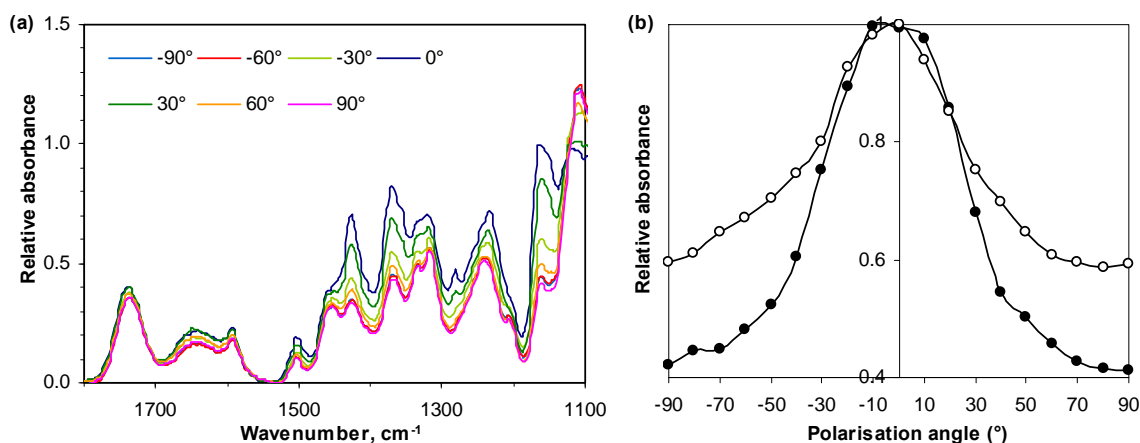 (a)
1.5
-90° -60° -30° 0°
30° 60° 90°
1.0
0.5
0.0
Relative absorbance
1700 1500 1300 1100
Wavenumber, cm-1
(b)
1
0.8
0.6
0.4
Relative absorbance
-90 -70 -50 -30 -10 10 30 50 70 90
Polarisation angle (°)